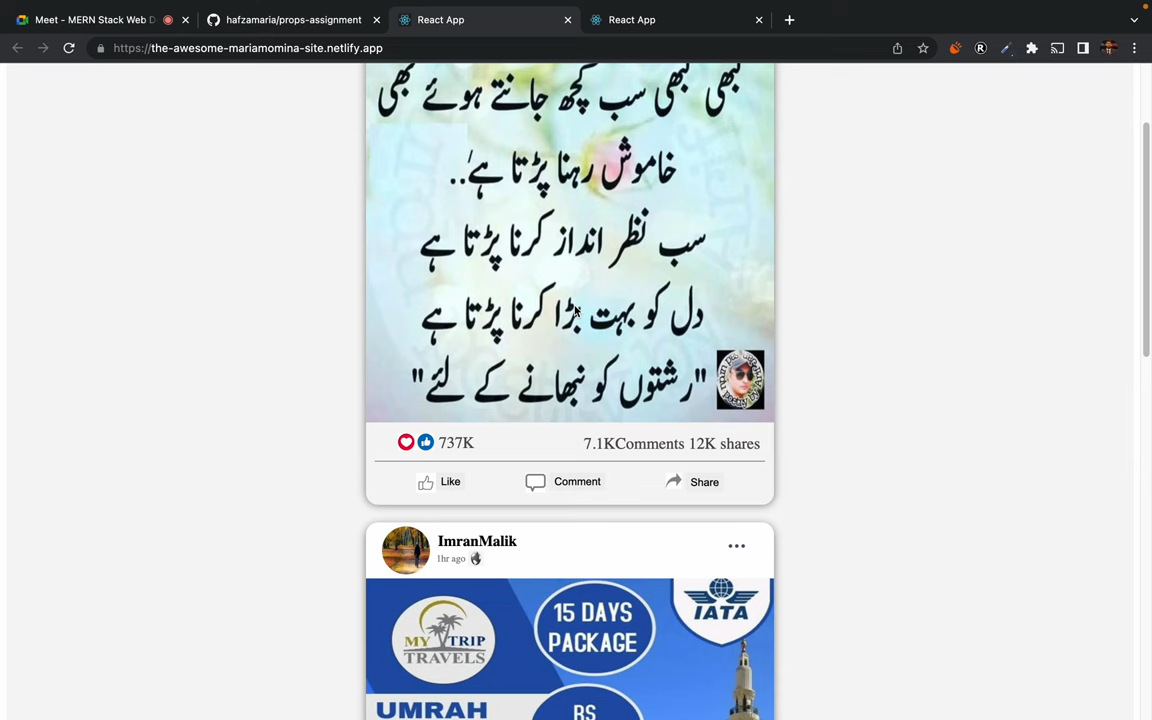 Meet - MERN Stack Web D
hafzamaria/props-assignment
React App
React App
https://the-awesome-mariamomina-site.netlify.app
کبھی کبھی سب کچھ جانتے ہوئے بھی
خاموش رہنا پڑتا ہے..
سب نظر انداز کرنا پڑتا ہے
دل کو بہت بڑا کرنا پڑتا ہے
"رشتوں کو نبھانے کے لئے"
737K
7.1KComments 12K shares
Like
Comment
Share
ImranMalik
1hr ago
MY TRIP
TRAVELS
15 DAYS
PACKAGE
IATA
UMRAH
RS